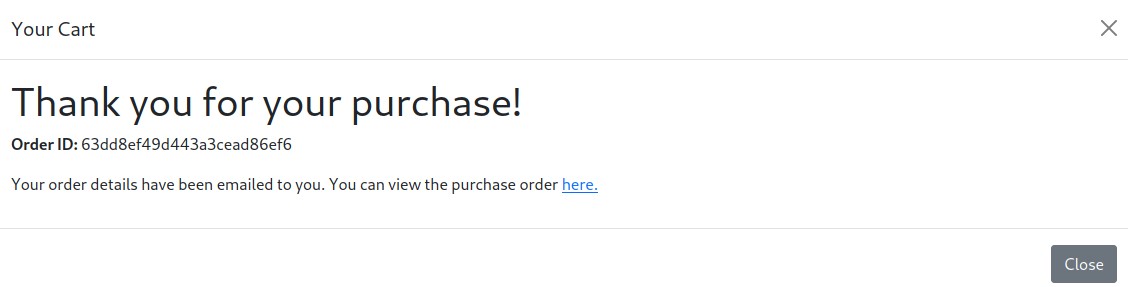 Your Cart
Thank you for your purchase!
Order ID: 63dd8ef49d443a3cead86ef6
Your order details have been emailed to you. You can view the purchase order here.
Close